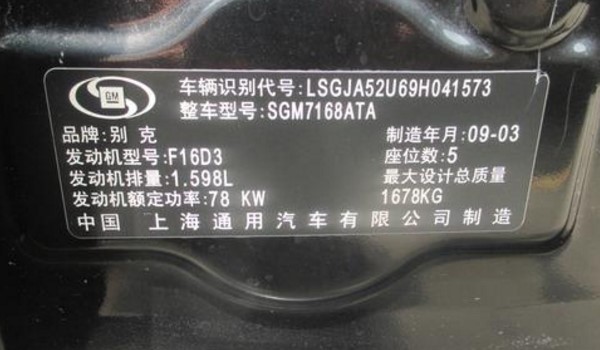 GM
车辆识别代号:LSGJA52U69H041573
整车型号:SGM7168ATA
品牌:别克 制造年月:09-03
发动机型号:F16D3 座位数:5
发动机排量:1.598L 最大设计总质量
发动机额定功率:78 KW 1678KG
中国 上海通用汽车有限公司制造